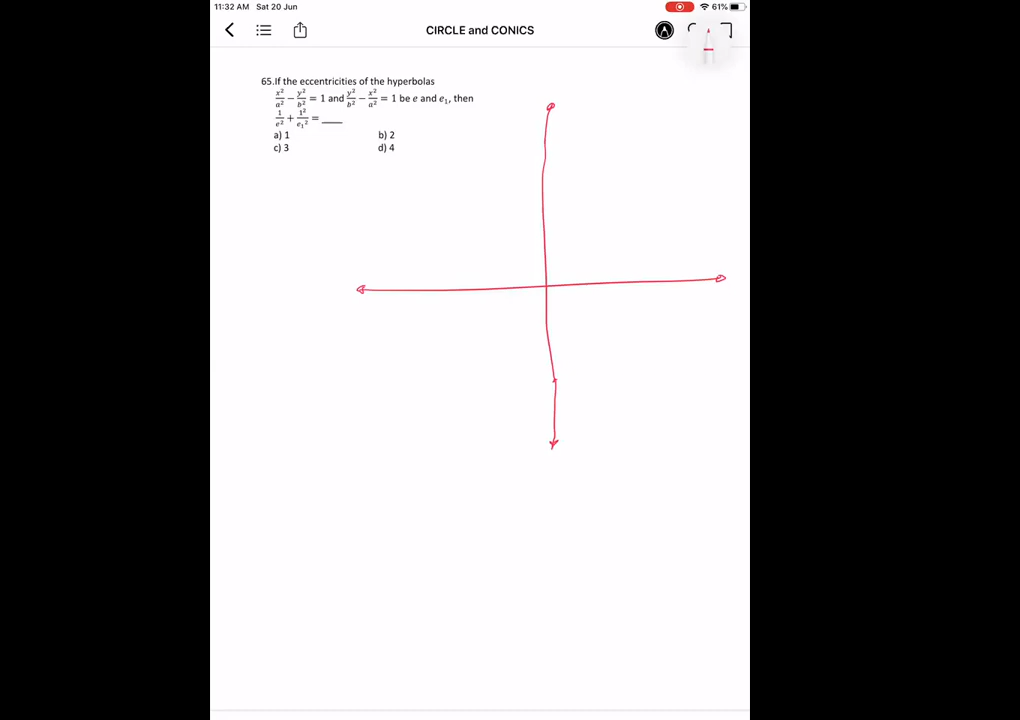 11:32 AM Sat 20 Jun 61%
CIRCLE and CONICS
65.If the eccentricities of the hyperbolas
x²/a² − y²/b² = 1 and y²/b² − x²/a² = 1 be e and e₁, then
1/e² + 1²/e₁² = ___
a) 1 b) 2
c) 3 d) 4